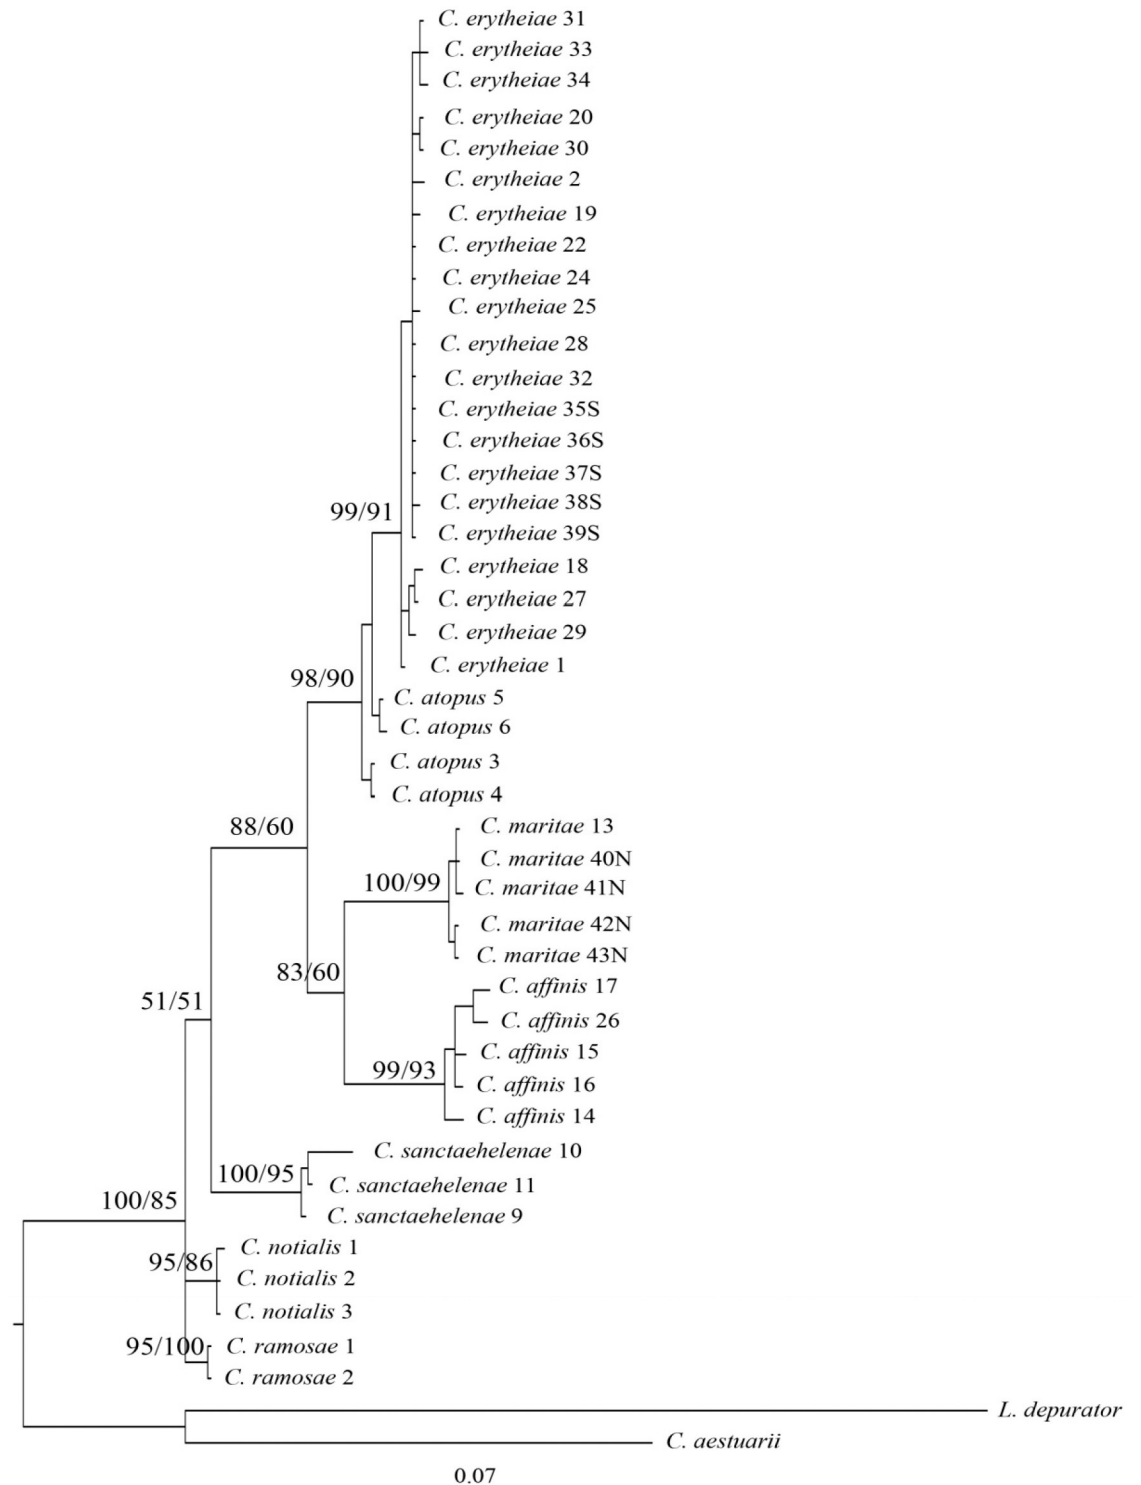 C. erytheiae 31
C. erytheiae 33
C. erytheiae 34
C. erytheiae 20
C. erytheiae 30
C. erytheiae 2
C. erytheiae 19
C. erytheiae 22
C. erytheiae 24
C. erytheiae 25
C. erytheiae 28
C. erytheiae 32
C. erytheiae 35S
C. erytheiae 36S
C. erytheiae 37S
C. erytheiae 38S
99/91
C. erytheiae 39S
C. erytheiae 18
C. erytheiae 27
C. erytheiae 29
C. erytheiae 1
98/90
C. atopus 5
C. atopus 6
C. atopus 3
C. atopus 4
88/60
C. maritae 13
C. maritae 40N
100/99
C. maritae 41N
C. maritae 42N
C. maritae 43N
83/60
C. affinis 17
51/51
C. affinis 26
C. affinis 15
99/93
C. affinis 16
C. affinis 14
C. sanctaehelenae 10
100/95
C. sanctaehelenae 11
100/85
C. sanctaehelenae 9
C. notialis 1
95/86
C. notialis 2
C. notialis 3
95/100
C. ramosae 1
C. ramosae 2
L. depurator
C. aestuarii
0.07